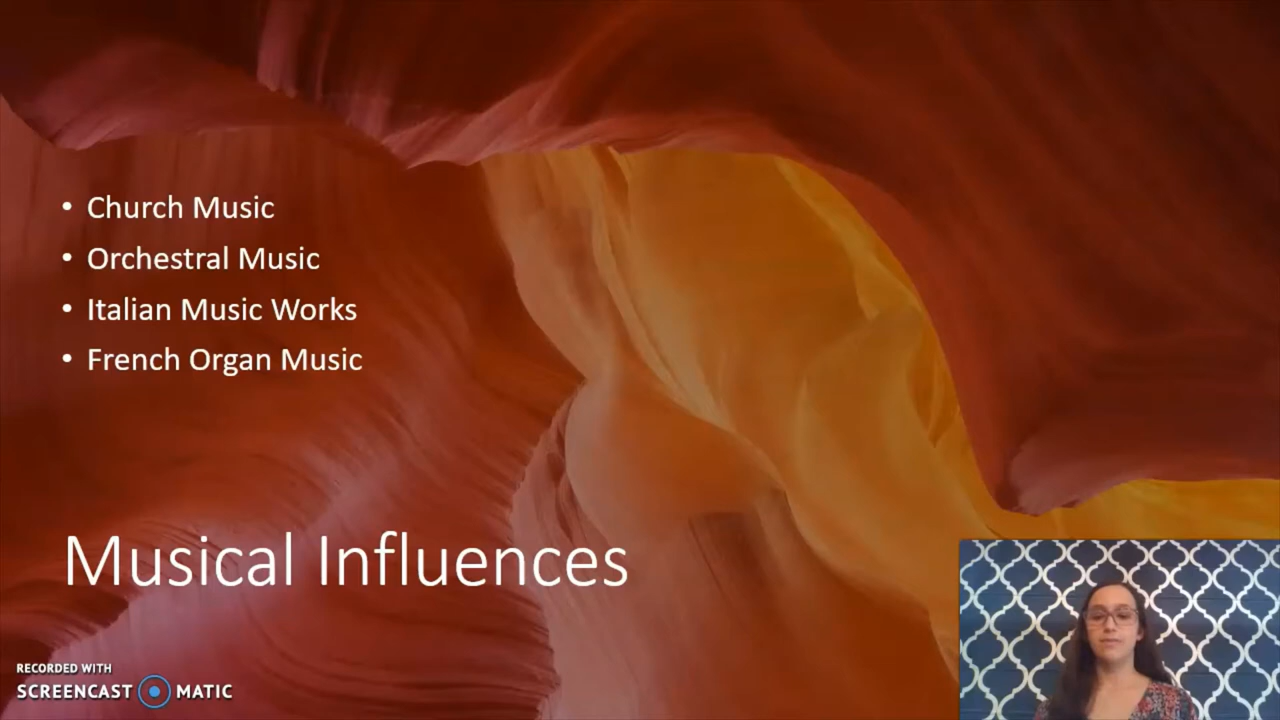 • Church Music
• Orchestral Music
• Italian Music Works
• French Organ Music
Musical Influences
RECORDED WITH
SCREENCAST MATIC